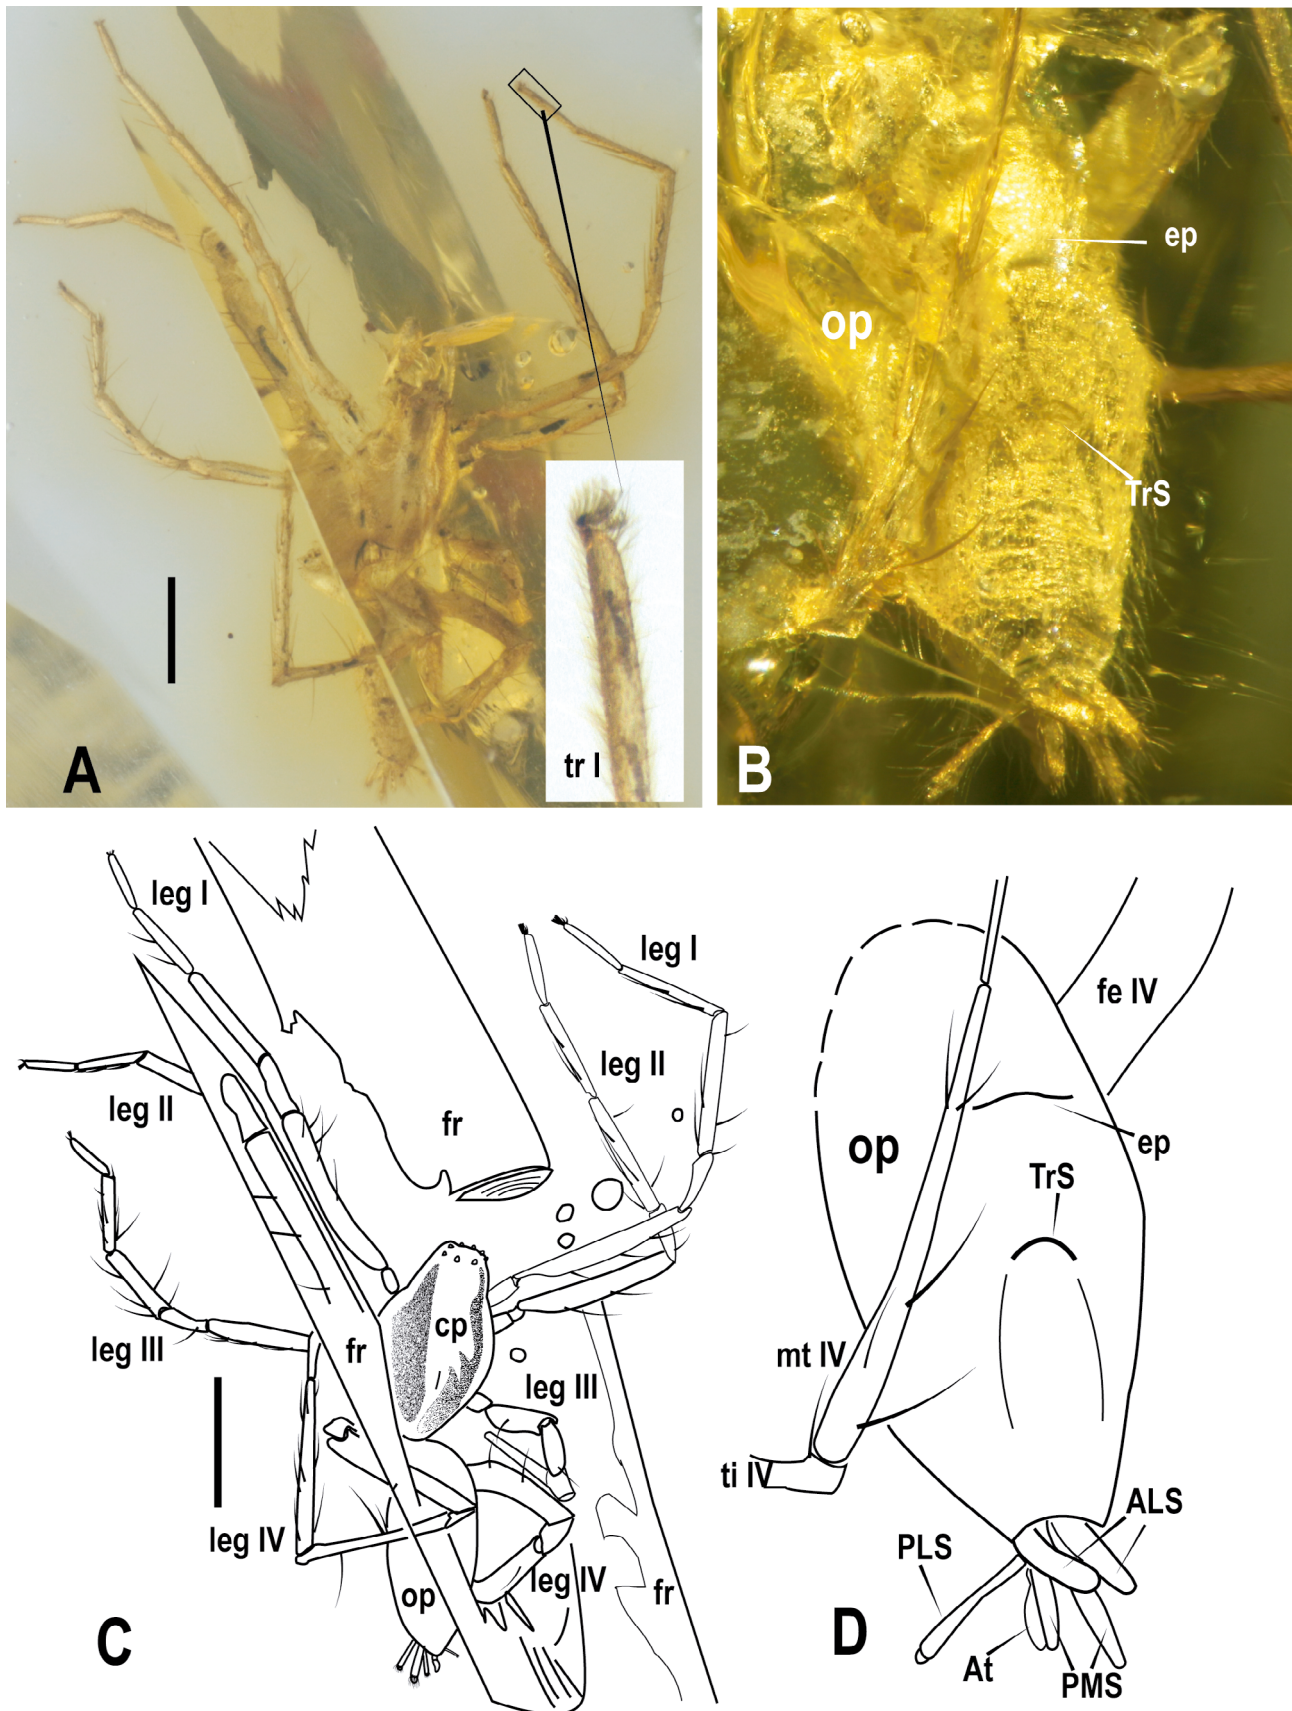 A
tr I
ep
op
TrS
B
leg I
leg I
leg II
leg II
fr
cp
fr
leg III
leg III
leg IV
leg IV
op
fr
C
fe IV
op
ep
TrS
mt IV
ti IV
ALS
PLS
At
PMS
D